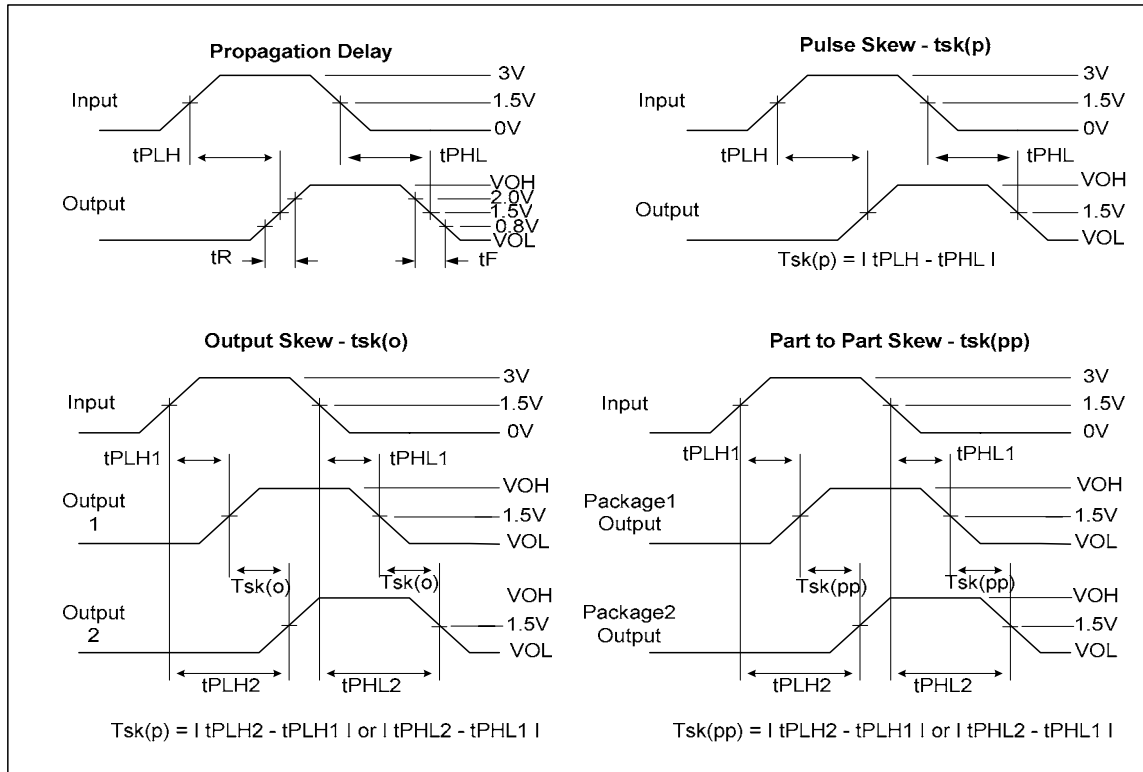 Propagation Delay
Input
3V
1.5V
0V
tPLH
tPHL
Output
VOH
2.0V
1.5V
0.8V
VOL
tR
tF
Pulse Skew - tsk(p)
Input
3V
1.5V
0V
tPLH
tPHL
Output
VOH
1.5V
VOL
Tsk(p) = I tPLH - tPHL I
Output Skew - tsk(o)
Input
3V
1.5V
0V
tPLH1
tPHL1
Output
1
VOH
1.5V
VOL
Tsk(o)
Tsk(o)
Output
2
VOH
1.5V
VOL
tPLH2
tPHL2
Tsk(p) = I tPLH2 - tPLH1 I or I tPHL2 - tPHL1 I
Part to Part Skew - tsk(pp)
Input
3V
1.5V
0V
tPLH1
tPHL1
Package1
Output
VOH
1.5V
VOL
Tsk(pp)
Tsk(pp)
Package2
Output
VOH
1.5V
VOL
tPLH2
tPHL2
Tsk(pp) = I tPLH2 - tPLH1 I or I tPHL2 - tPHL1 I